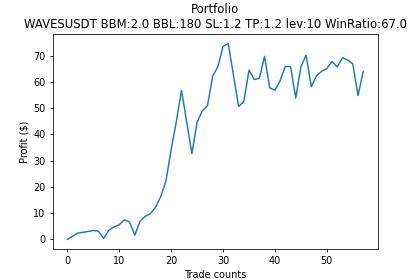 Portfolio
WAVESUSDT BBM:2.0 BBL:180 SL:1.2 TP:1.2 lev:10 WinRatio:67.0
Profit ($)
70
60
50
40
30
20
10
0
0 10 20 30 40 50
Trade counts